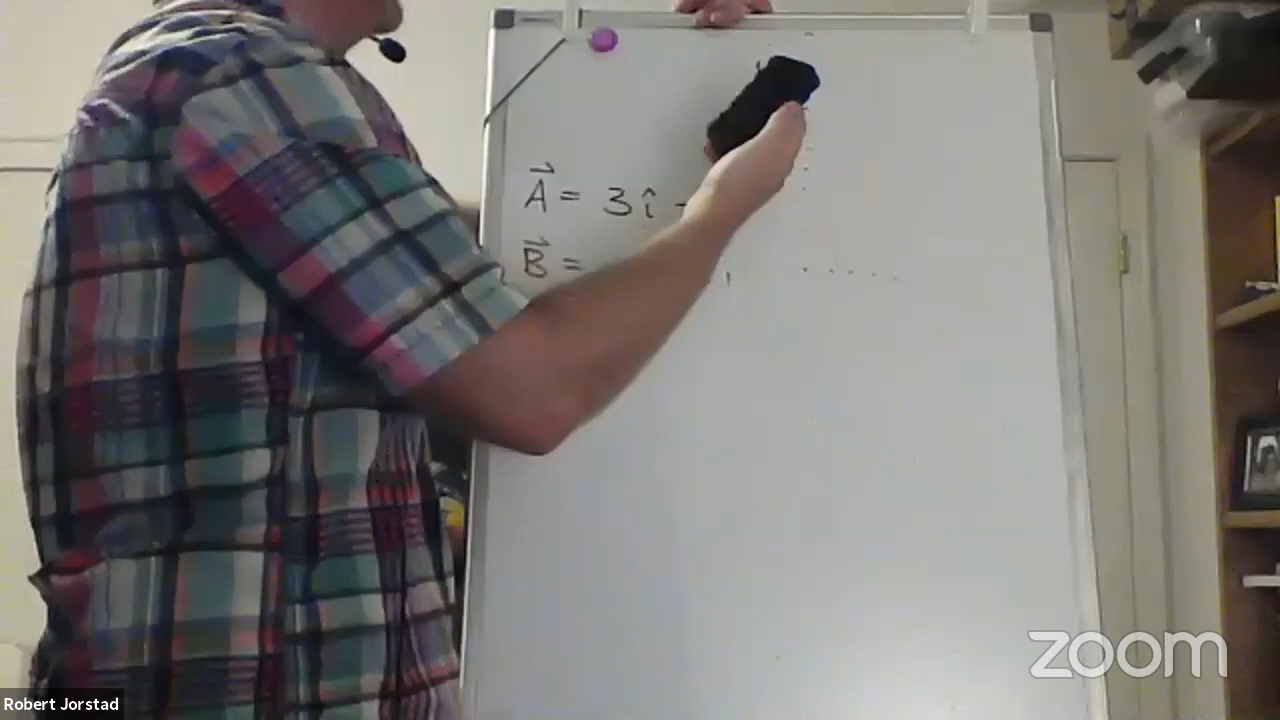 A⃗ = 3î -
B⃗ =
zoom
Robert Jorstad